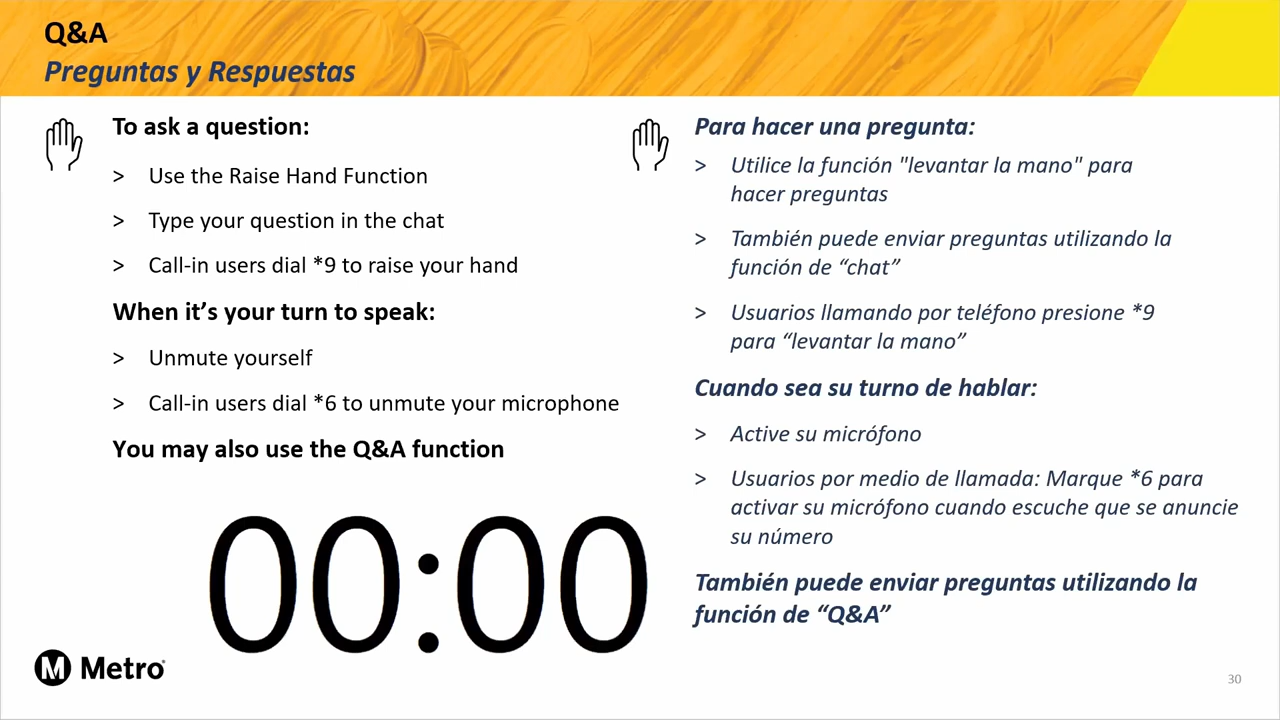 Q&A
Preguntas y Respuestas
To ask a question:
> Use the Raise Hand Function
> Type your question in the chat
> Call-in users dial *9 to raise your hand
When it’s your turn to speak:
> Unmute yourself
> Call-in users dial *6 to unmute your microphone
You may also use the Q&A function
00:00
Para hacer una pregunta:
> Utilice la función "levantar la mano" para
hacer preguntas
> También puede enviar preguntas utilizando la
función de “chat”
> Usuarios llamando por teléfono presione *9
para “levantar la mano”
Cuando sea su turno de hablar:
> Active su micrófono
> Usuarios por medio de llamada: Marque *6 para
activar su micrófono cuando escuche que se anuncie
su número
También puede enviar preguntas utilizando la
función de “Q&A”
M Metro
30